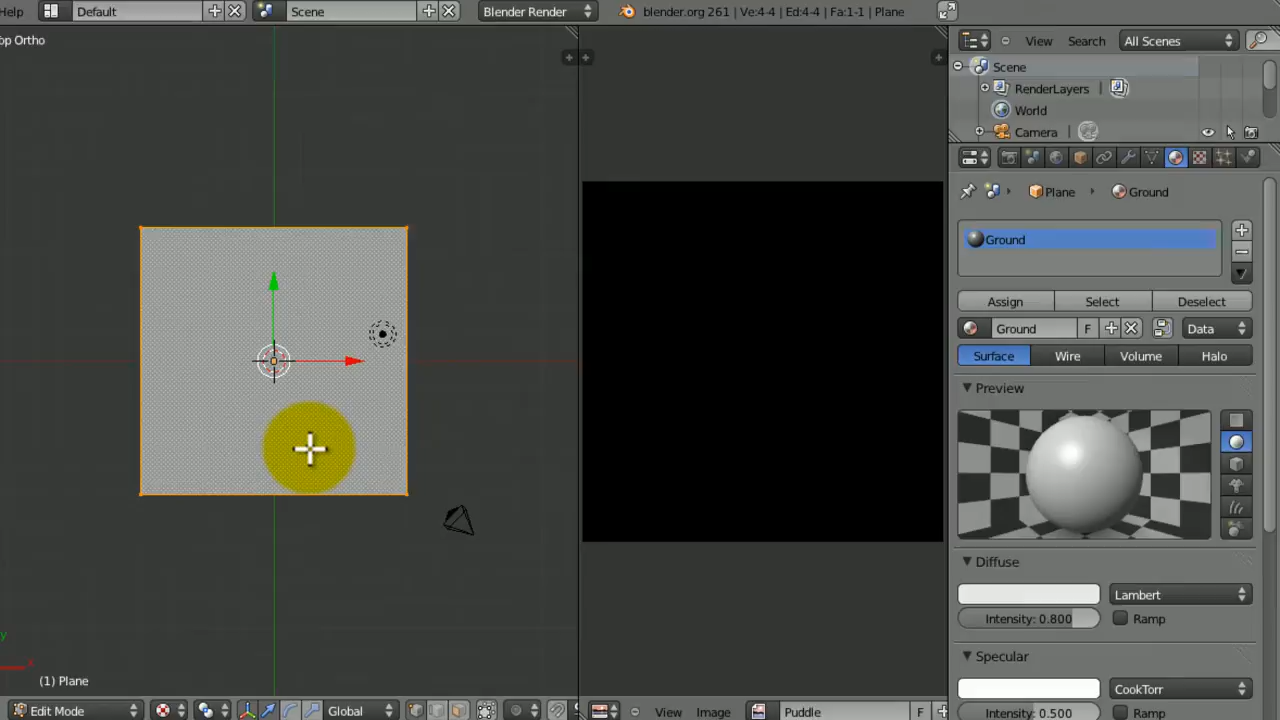 Help Default Scene Blender Render blender.org 261 | Ve:4-4 | Ed:4-4 | Fa:1-1 | Plane
View Search All Scenes
Scene
RenderLayers
World
Camera
op Ortho
Plane Ground
Ground
Assign Select Deselect
Ground F Data
Surface Wire Volume Halo
Preview
Diffuse
Lambert
Intensity: 0.800 Ramp
Specular
CookTorr
Intensity: 0.500
y
x
(1) Plane
Edit Mode Global
View Image Puddle F